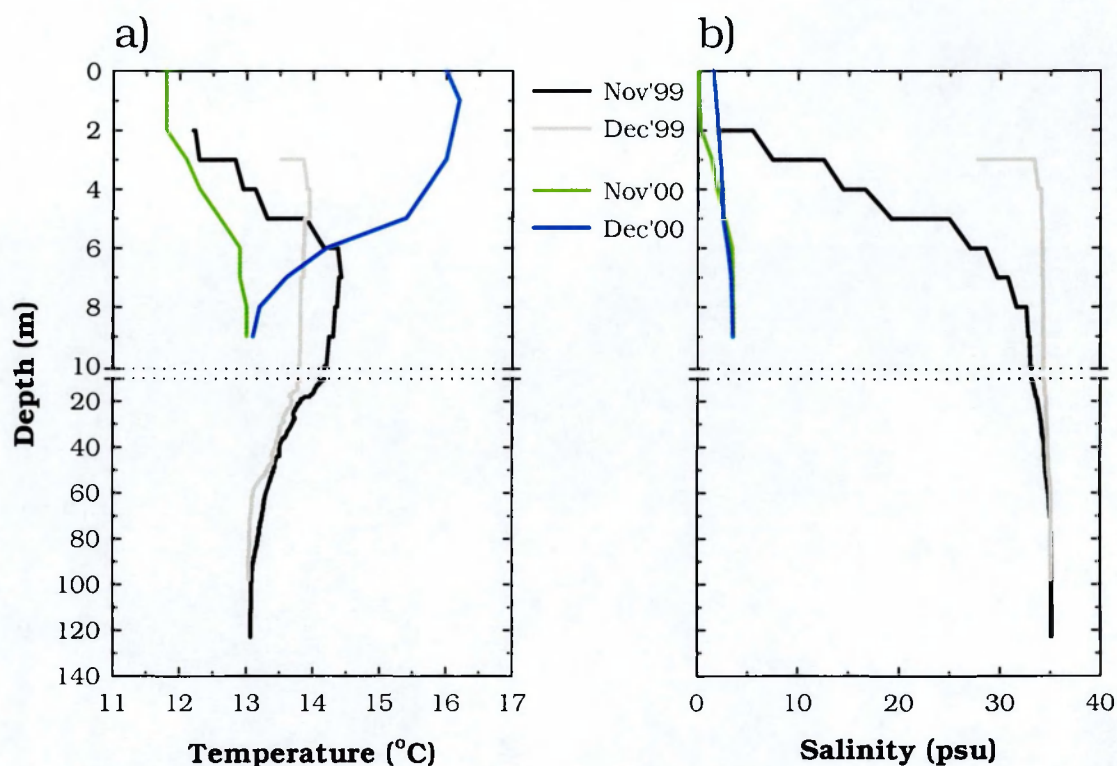 a)
0
2
4
6
8
10
20
40
60
80
100
120
140
11 12 13 14 15 16 17
Depth (m)
Temperature (°C)
Nov'99
Dec'99
Nov'00
Dec'00
b)
0 10 20 30 40
Salinity (psu)